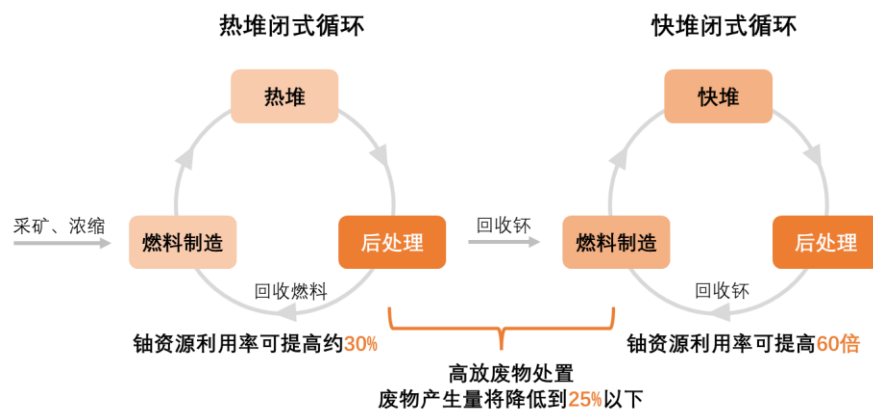 热堆闭式循环
快堆闭式循环
热堆
快堆
采矿、浓缩
燃料制造
后处理
回收钚
燃料制造
后处理
回收燃料
回收钚
铀资源利用率可提高约30%
铀资源利用率可提高60倍
高放废物处置
废物产生量将降低到25%以下